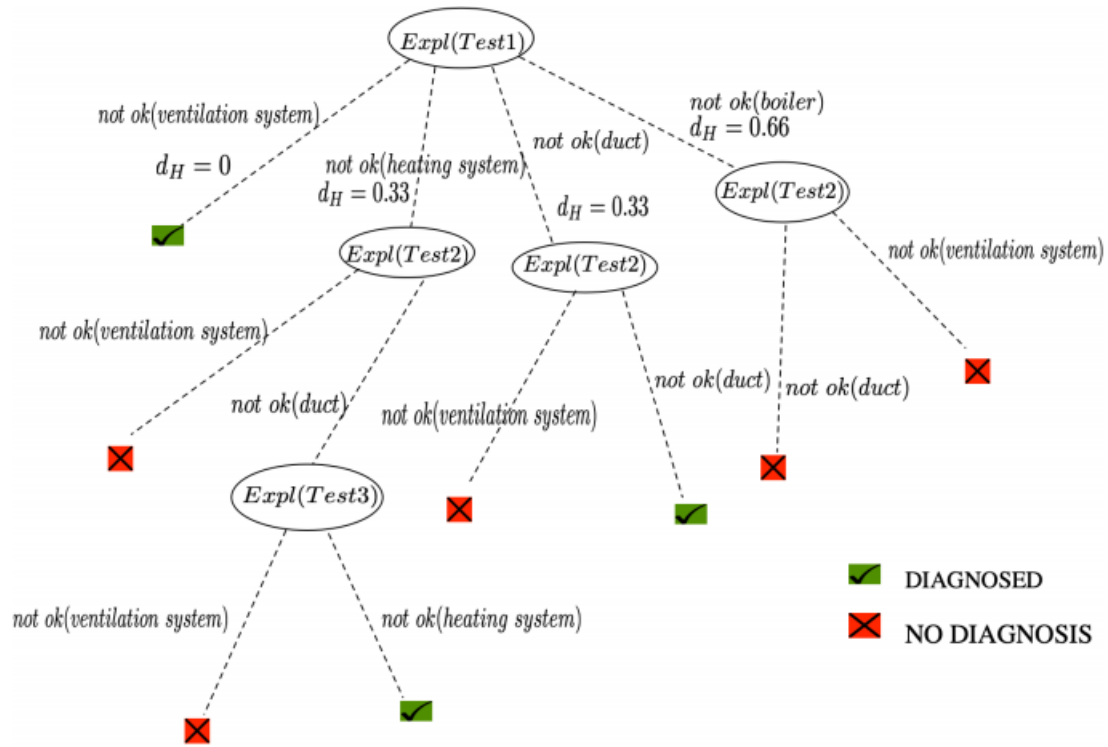 Expl(Test1)
not ok(ventilation system)
d_H = 0
not ok(heating system)
d_H = 0.33
not ok(duct)
d_H = 0.33
not ok(boiler)
d_H = 0.66
Expl(Test2)
Expl(Test2)
Expl(Test2)
not ok(ventilation system)
not ok(duct)
not ok(ventilation system)
not ok(duct)
not ok(duct)
not ok(ventilation system)
Expl(Test3)
not ok(ventilation system)
not ok(heating system)
DIAGNOSED
NO DIAGNOSIS